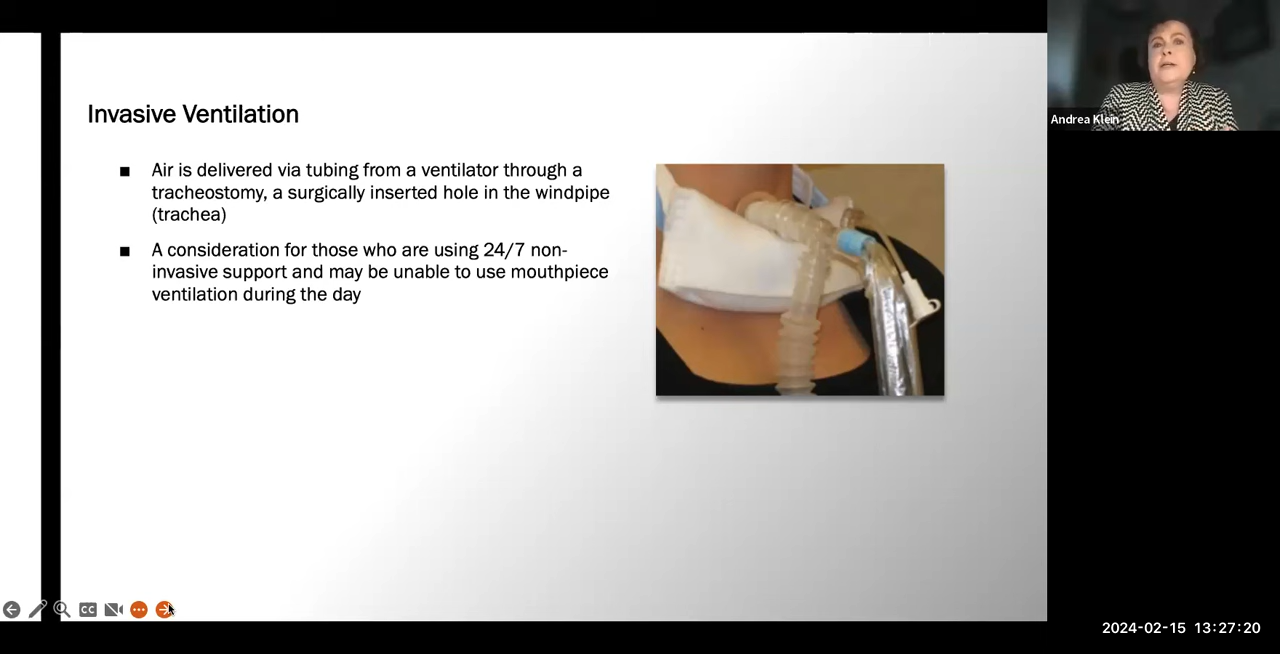 Invasive Ventilation
■ Air is delivered via tubing from a ventilator through a
tracheostomy, a surgically inserted hole in the windpipe
(trachea)
■ A consideration for those who are using 24/7 non-
invasive support and may be unable to use mouthpiece
ventilation during the day
Andrea Klein
CC
2024-02-15 13:27:20